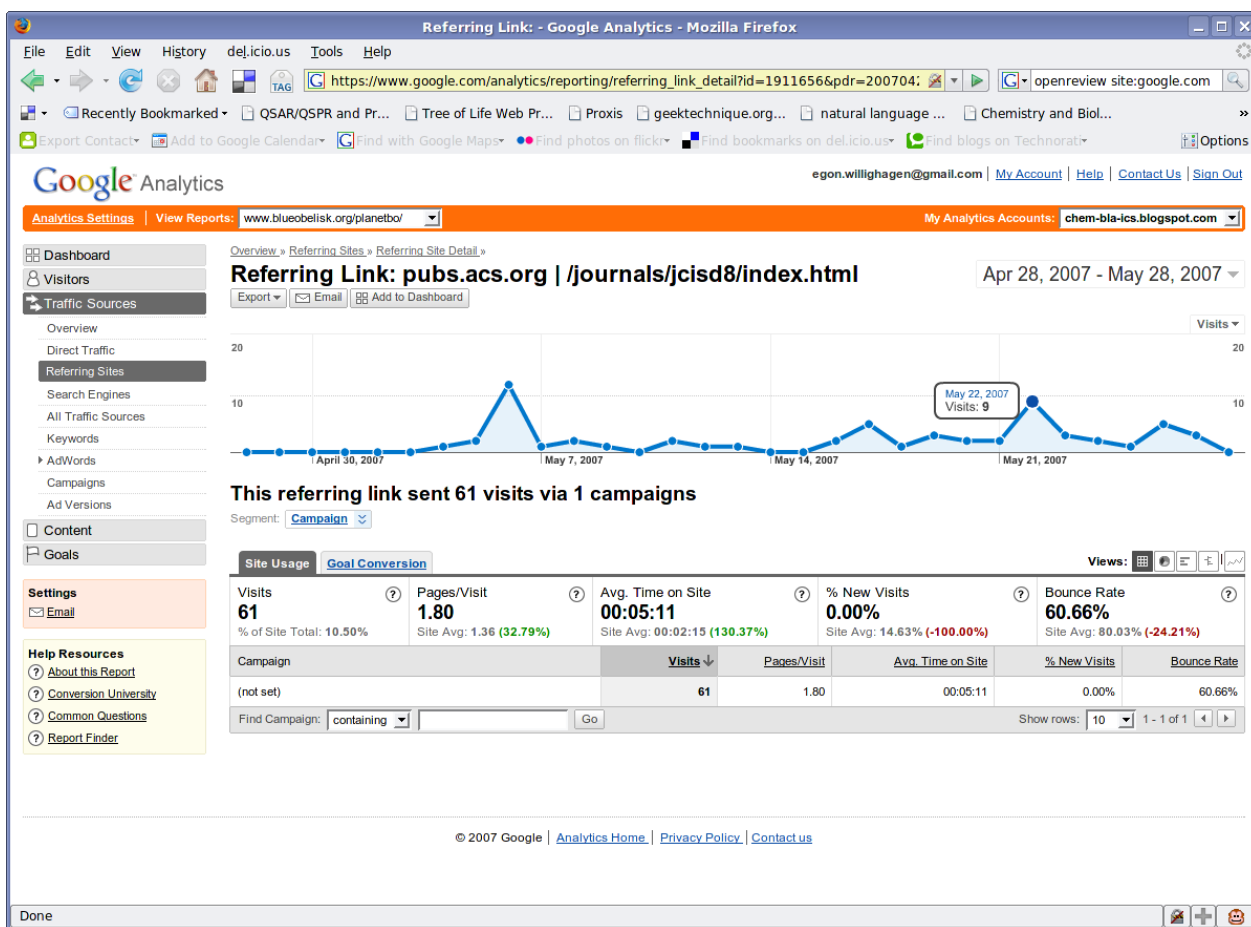 Referring Link: - Google Analytics - Mozilla Firefox
File Edit View History del.icio.us Tools Help
TAG G https://www.google.com/analytics/reporting/referring_link_detail?id=1911656&pdr=200704 G openreview site:google.com
Recently Bookmarked QSAR/QSPR and Pr... Tree of Life Web Pr... Proxis geektechnique.org... natural language ... Chemistry and Biol... »
Export Contact Add to Google Calendar Find with Google Maps Find photos on flickr Find bookmarks on del.icio.us Find blogs on Technorati Options
Google Analytics
egon.willighagen@gmail.com | My Account | Help | Contact Us | Sign Out
Analytics Settings | View Reports: www.blueobelisk.org/planetbo/ My Analytics Accounts: chem-bla-ics.blogspot.com
Dashboard
Visitors
Traffic Sources
Overview
Direct Traffic
Referring Sites
Search Engines
All Traffic Sources
Keywords
AdWords
Campaigns
Ad Versions
Content
Goals
Settings
Email
Help Resources
? About this Report
? Conversion University
? Common Questions
? Report Finder
Overview » Referring Sites » Referring Site Detail »
Referring Link: pubs.acs.org | /journals/jcisd8/index.html
Apr 28, 2007 - May 28, 2007
Export Email Add to Dashboard
Visits
20 20
10 10
May 22, 2007
Visits: 9
April 30, 2007 May 7, 2007 May 14, 2007 May 21, 2007
This referring link sent 61 visits via 1 campaigns
Segment: Campaign
Site Usage Goal Conversion Views:
Visits ? Pages/Visit ? Avg. Time on Site ? % New Visits ? Bounce Rate ?
61 1.80 00:05:11 0.00% 60.66%
% of Site Total: 10.50% Site Avg: 1.36 (32.79%) Site Avg: 00:02:15 (130.37%) Site Avg: 14.63% (-100.00%) Site Avg: 80.03% (-24.21%)
Campaign Visits Pages/Visit Avg. Time on Site % New Visits Bounce Rate
(not set) 61 1.80 00:05:11 0.00% 60.66%
Find Campaign: containing Go Show rows: 10 1 - 1 of 1
© 2007 Google | Analytics Home | Privacy Policy | Contact us
Done